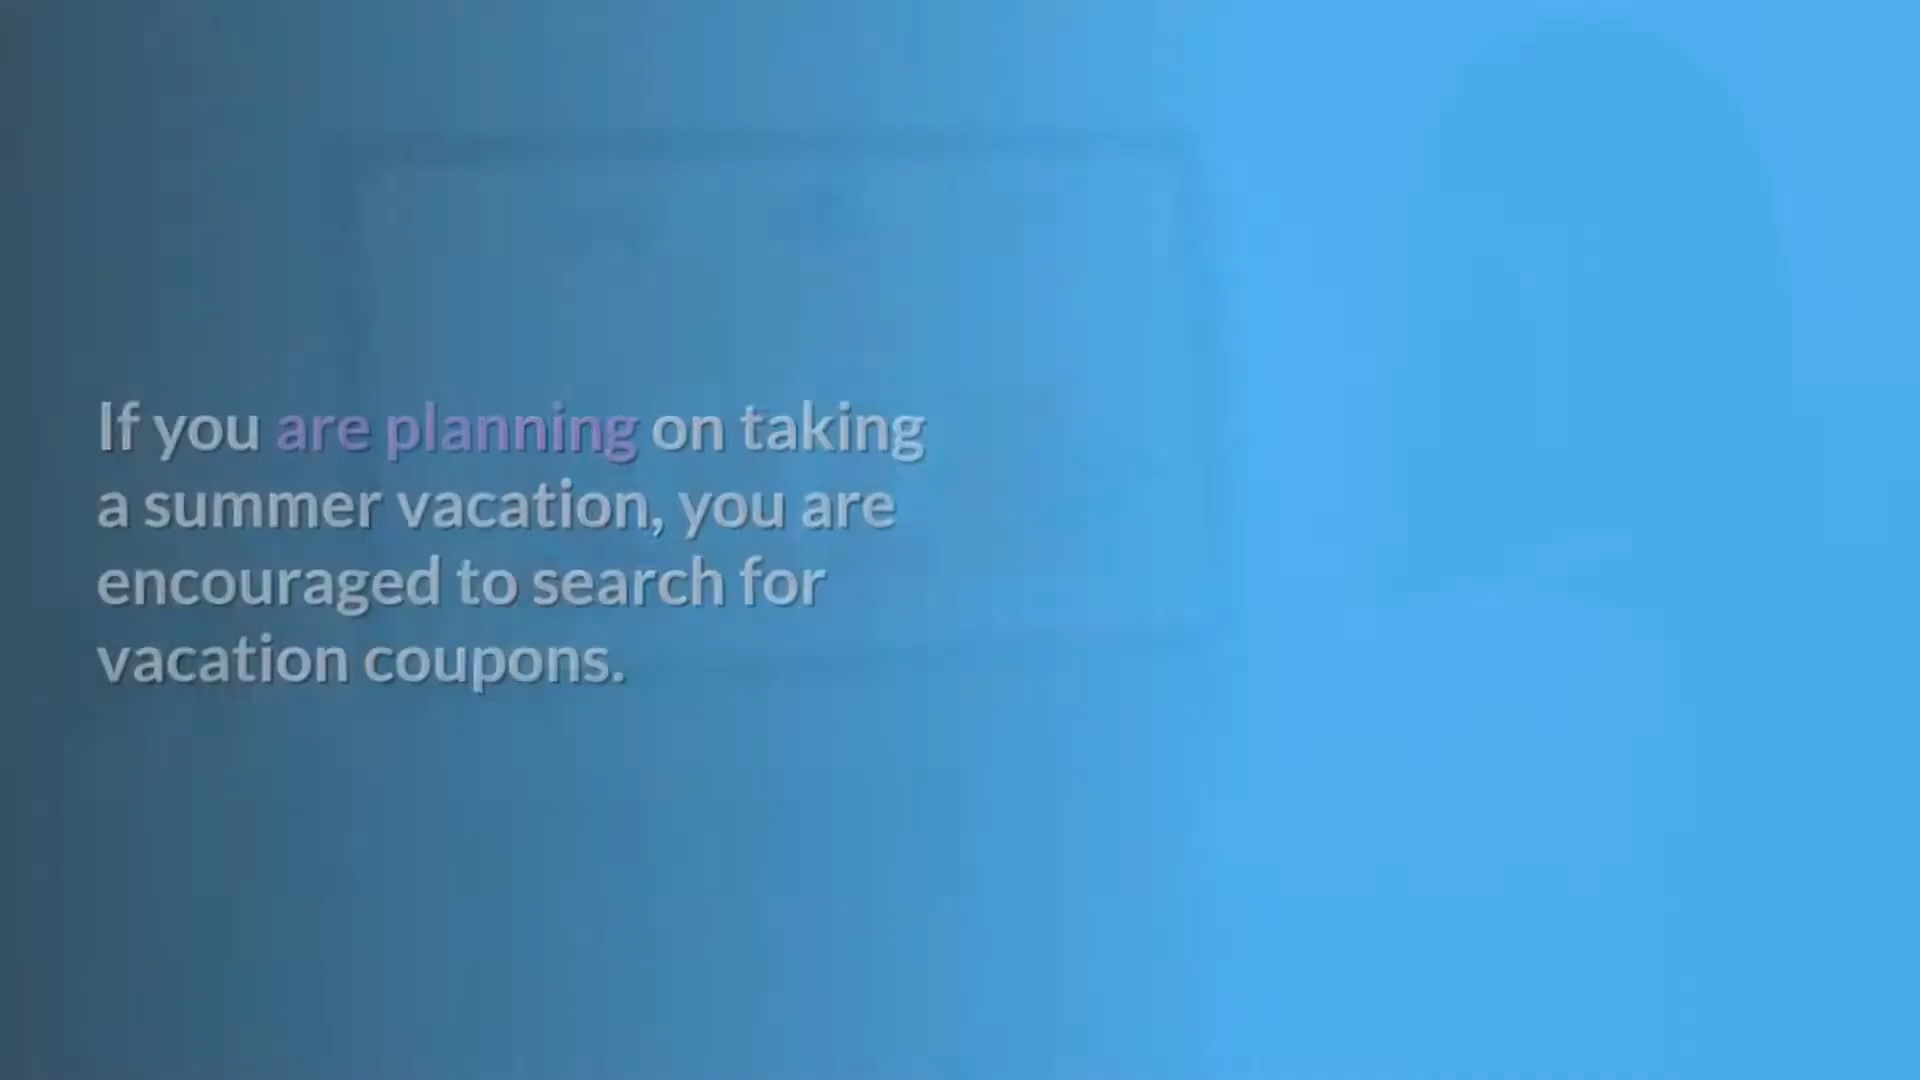 If you are planning on taking
a summer vacation, you are
encouraged to search for
vacation coupons.